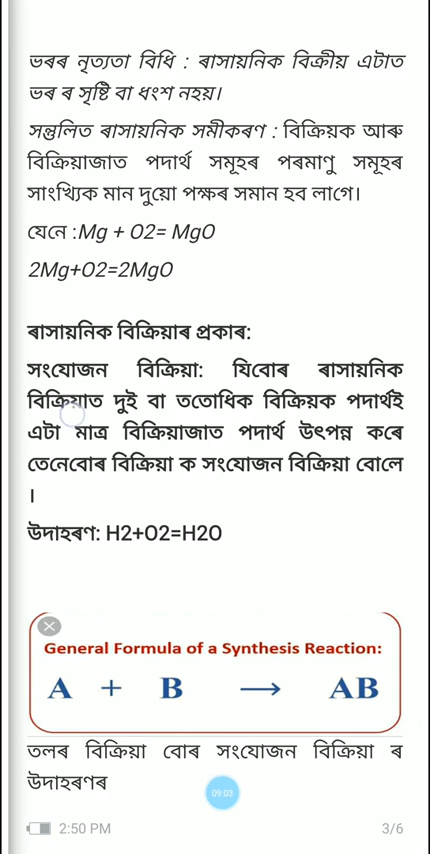 ভৰৰ নৃত্যতা বিধি : ৰাসায়নিক বিক্ৰীয় এটাত
ভৰ ৰ সৃষ্টি বা ধংশ নহয়।
সন্তুলিত ৰাসায়নিক সমীকৰণ : বিক্ৰিয়ক আৰু
বিক্ৰিয়াজাত পদাৰ্থ সমূহৰ পৰমাণু সমূহৰ
সাংখ্যিক মান দুয়ো পক্ষৰ সমান হব লাগে।
যেনে :Mg + O2= MgO
2Mg+O2=2MgO
ৰাসায়নিক বিক্ৰিয়াৰ প্ৰকাৰ:
সংযোজন বিক্ৰিয়া: যিবোৰ ৰাসায়নিক
বিক্ৰিয়াত দুই বা ততোধিক বিক্ৰিয়ক পদাৰ্থই
এটা মাত্ৰ বিক্ৰিয়াজাত পদাৰ্থ উৎপন্ন কৰে
তেনেবোৰ বিক্ৰিয়া ক সংযোজন বিক্ৰিয়া বোলে
।
উদাহৰণ: H2+O2=H2O
General Formula of a Synthesis Reaction:
A + B → AB
তলৰ বিক্ৰিয়া বোৰ সংযোজন বিক্ৰিয়া ৰ
উদাহৰণৰ
09:03
2:50 PM 3/6